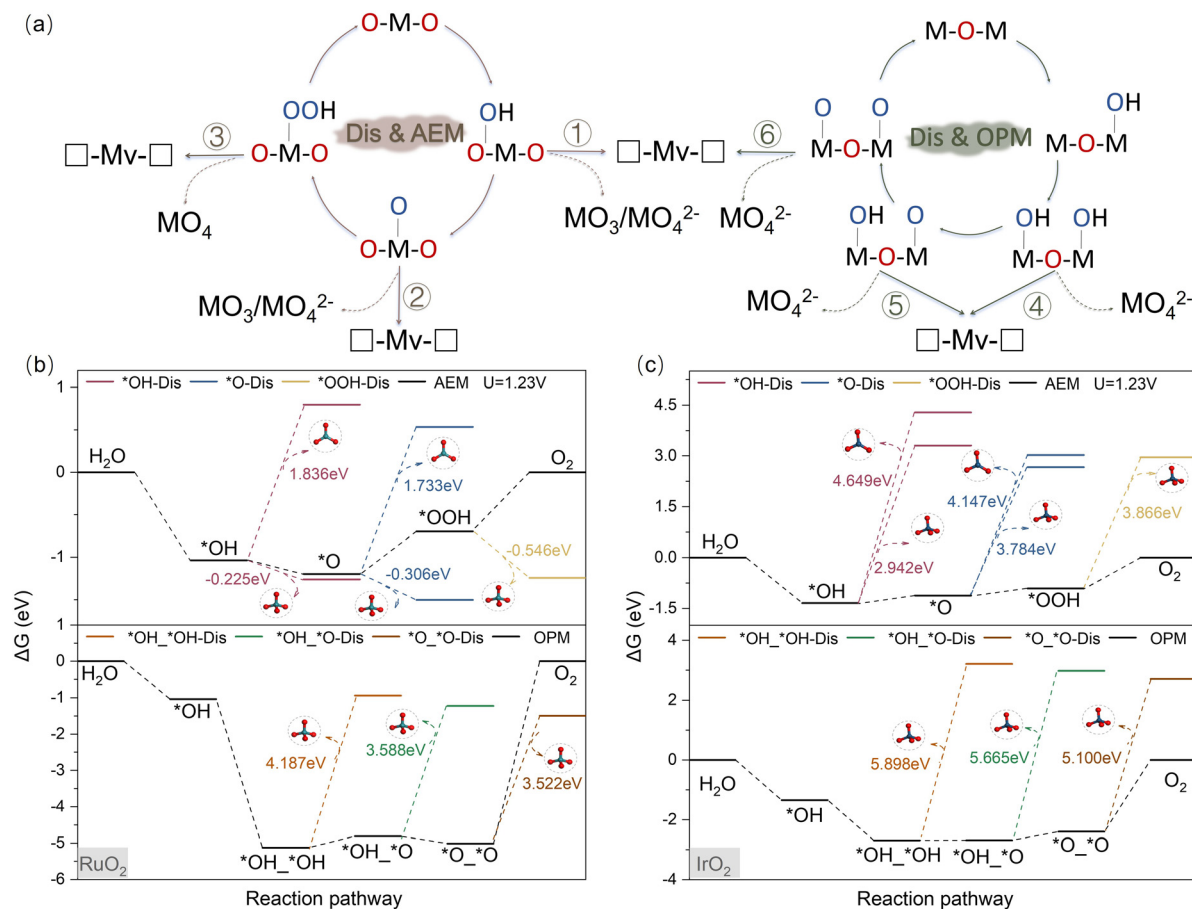 (a)
O-M-O
M-O-M
OOH
OH
O
O
OH
③
Dis & AEM
①
⑥
Dis & OPM
□-Mv-□
O-M-O
O-M-O
□-Mv-□
M-O-M
M-O-M
MO4
O
MO3/MO4²⁻
MO4²⁻
OH
O
OH
OH
O-M-O
M-O-M
M-O-M
MO3/MO4²⁻
②
MO4²⁻
⑤
④
MO4²⁻
□-Mv-□
□-Mv-□
(b)
*OH-Dis
*O-Dis
*OOH-Dis
AEM
U=1.23V
1
0
-1
1
H2O
1.836eV
1.733eV
O2
*OH
*O
*OOH
-0.225eV
-0.306eV
-0.546eV
ΔG (eV)
*OH_*OH-Dis
*OH_*O-Dis
*O_*O-Dis
OPM
0
-1
-2
-3
-4
-5
-6
H2O
*OH
4.187eV
3.588eV
3.522eV
O2
*OH_*OH
*OH_*O
*O_*O
RuO2
Reaction pathway
(c)
*OH-Dis
*O-Dis
*OOH-Dis
AEM
U=1.23V
4.5
3.0
1.5
0.0
-1.5
H2O
4.649eV
2.942eV
4.147eV
3.784eV
3.866eV
*OH
*O
*OOH
O2
ΔG (eV)
*OH_*OH-Dis
*OH_*O-Dis
*O_*O-Dis
OPM
4
2
0
-2
-4
H2O
*OH
5.898eV
5.665eV
5.100eV
O2
*OH_*OH
*OH_*O
*O_*O
IrO2
Reaction pathway